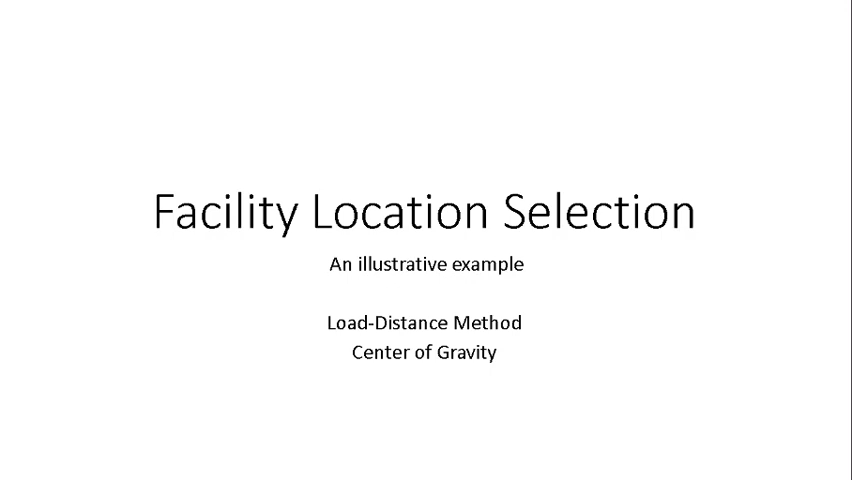 Facility Location Selection
An illustrative example
Load-Distance Method
Center of Gravity